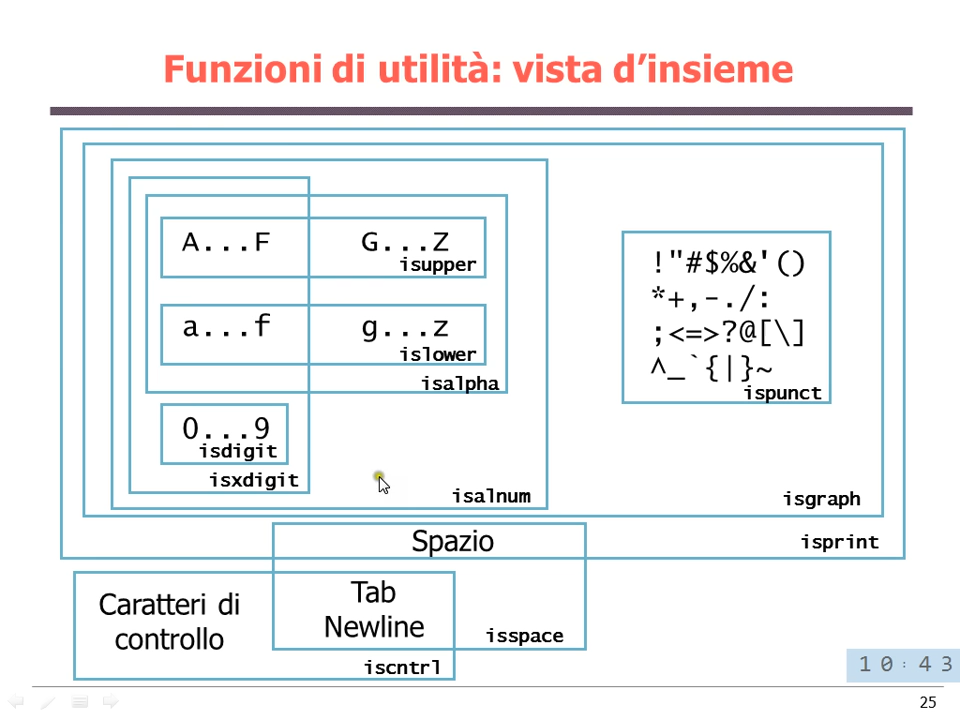 Funzioni di utilità: vista d’insieme
A...F G...Z
isupper
a...f g...z
islower
isalpha
0...9
isdigit
isxdigit
isalnum
!"#$%&'()
*+,-./:
;<=>?@[\]
^_`{|}~
ispunct
isgraph
isprint
Spazio
Tab
Newline
isspace
Caratteri di
controllo
iscntrl
10:43
25